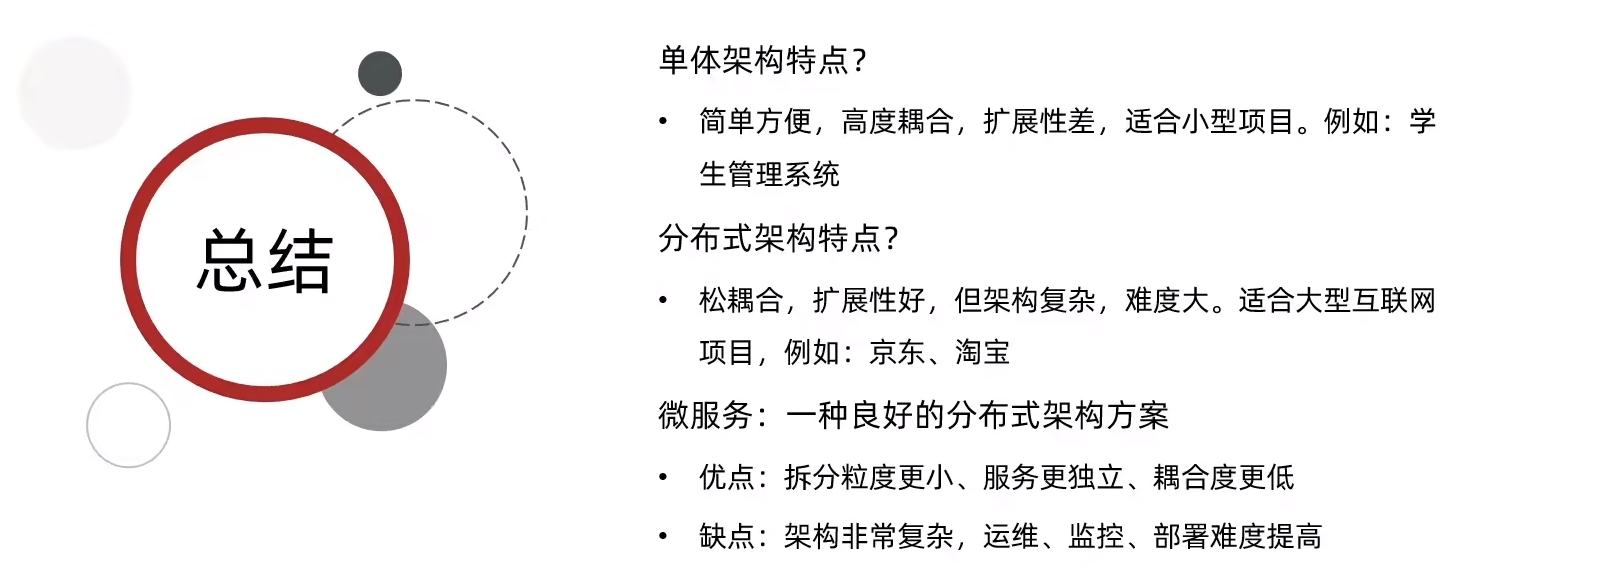 总结
单体架构特点？
• 简单方便，高度耦合，扩展性差，适合小型项目。例如：学
生管理系统
分布式架构特点？
• 松耦合，扩展性好，但架构复杂，难度大。适合大型互联网
项目，例如：京东、淘宝
微服务：一种良好的分布式架构方案
• 优点：拆分粒度更小、服务更独立、耦合度更低
• 缺点：架构非常复杂，运维、监控、部署难度提高